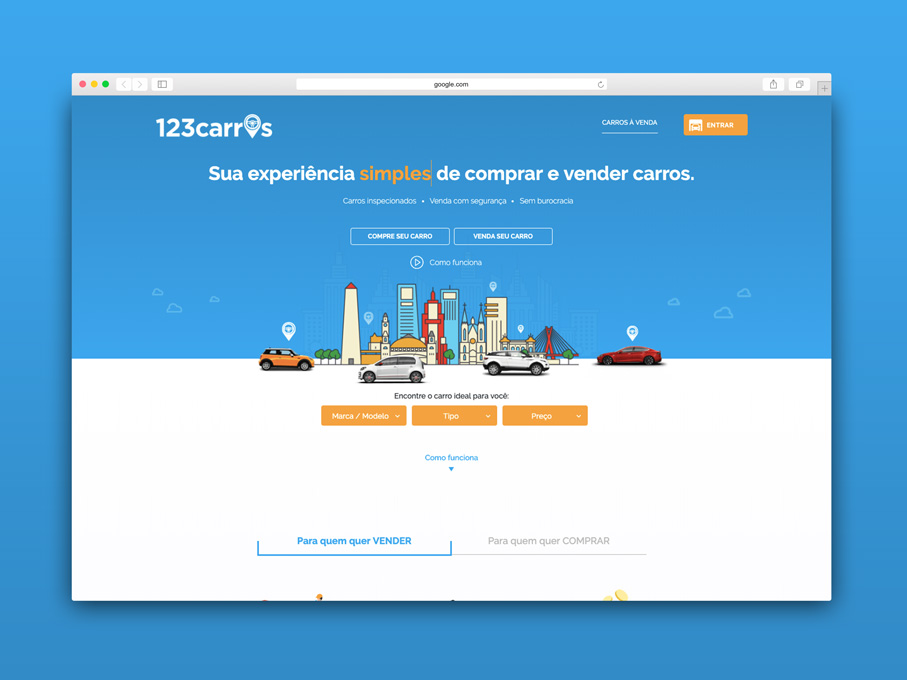 google.com
123carros
CARROS À VENDA
ENTRAR
Sua experiência simples de comprar e vender carros.
Carros inspecionados • Venda com segurança • Sem burocracia
COMPRE SEU CARRO
VENDA SEU CARRO
Como funciona
Encontre o carro ideal para você:
Marca / Modelo
Tipo
Preço
Como funciona
Para quem quer VENDER
Para quem quer COMPRAR